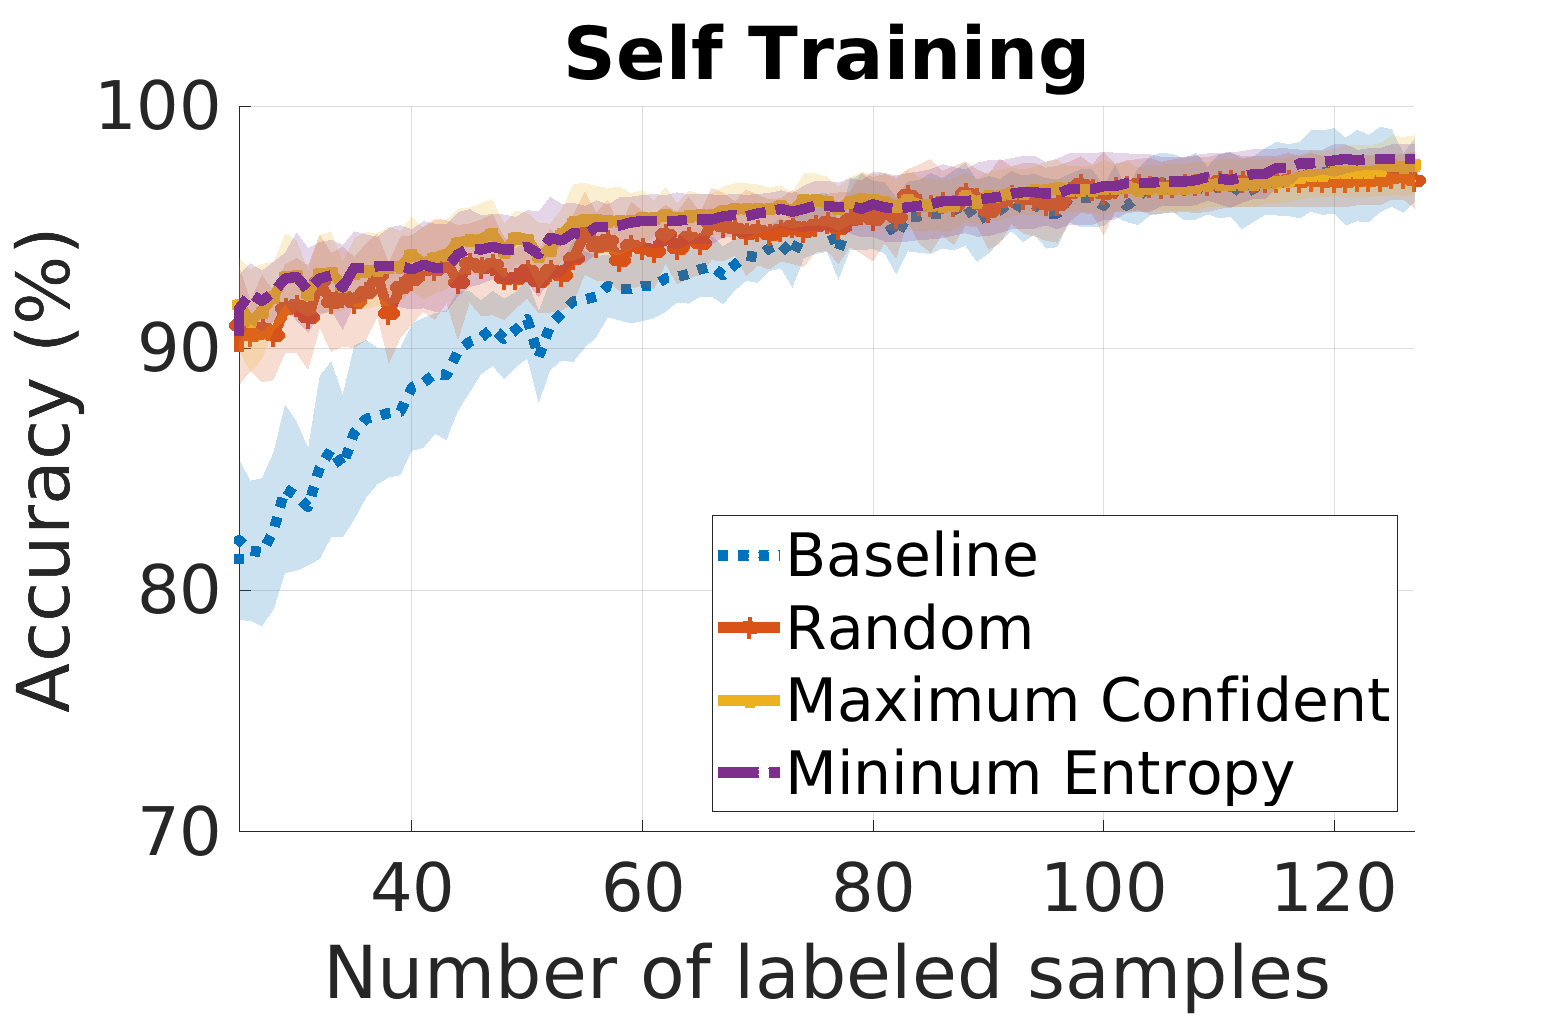 Self Training
100
90
80
70
Accuracy (%)
Baseline
Random
Maximum Confident
Mininum Entropy
40 60 80 100 120
Number of labeled samples